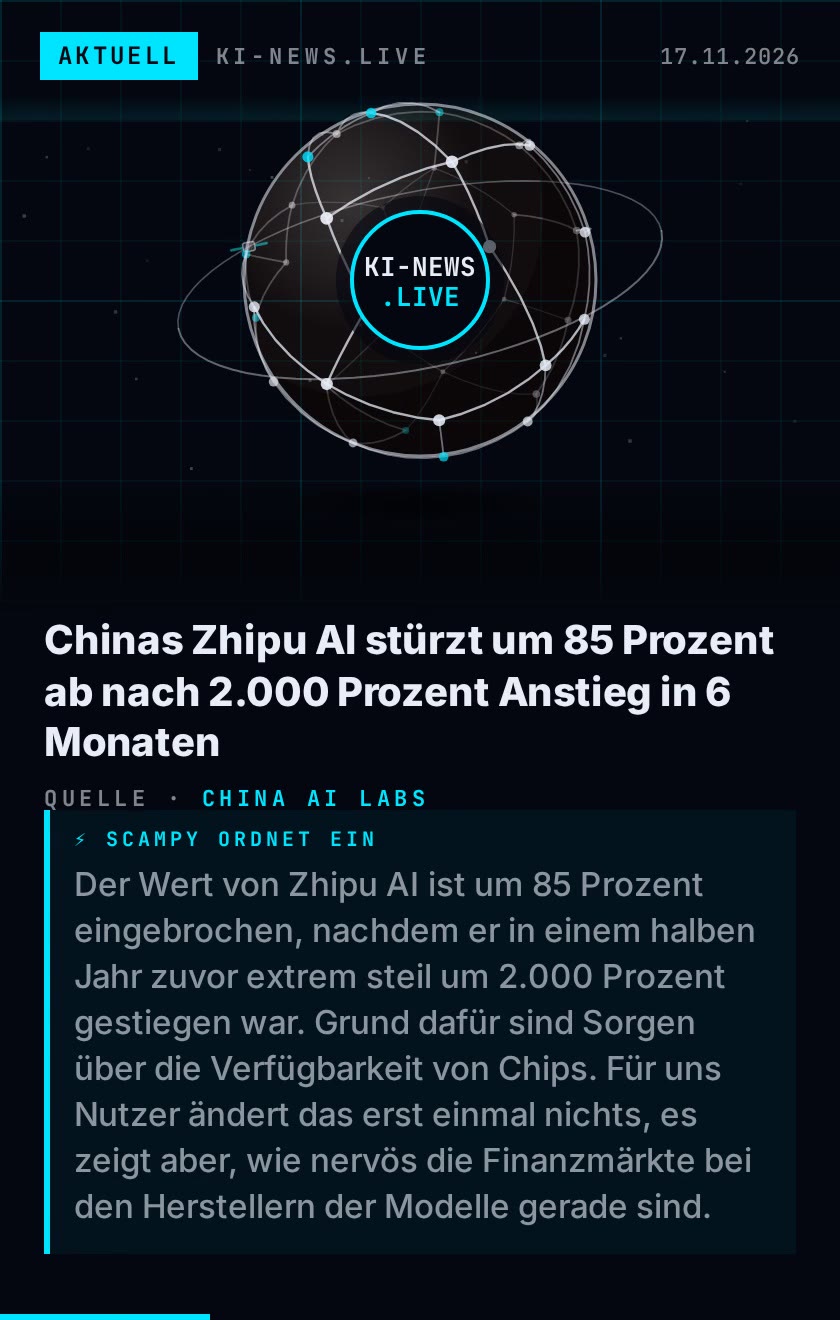 AKTUELL KI-NEWS.LIVE 17.11.2026
KI-NEWS
.LIVE
Chinas Zhipu AI stürzt um 85 Prozent
ab nach 2.000 Prozent Anstieg in 6
Monaten
QUELLE · CHINA AI LABS
⚡ SCAMPY ORDNET EIN
Der Wert von Zhipu AI ist um 85 Prozent
eingebrochen, nachdem er in einem halben
Jahr zuvor extrem steil um 2.000 Prozent
gestiegen war. Grund dafür sind Sorgen
über die Verfügbarkeit von Chips. Für uns
Nutzer ändert das erst einmal nichts, es
zeigt aber, wie nervös die Finanzmärkte bei
den Herstellern der Modelle gerade sind.